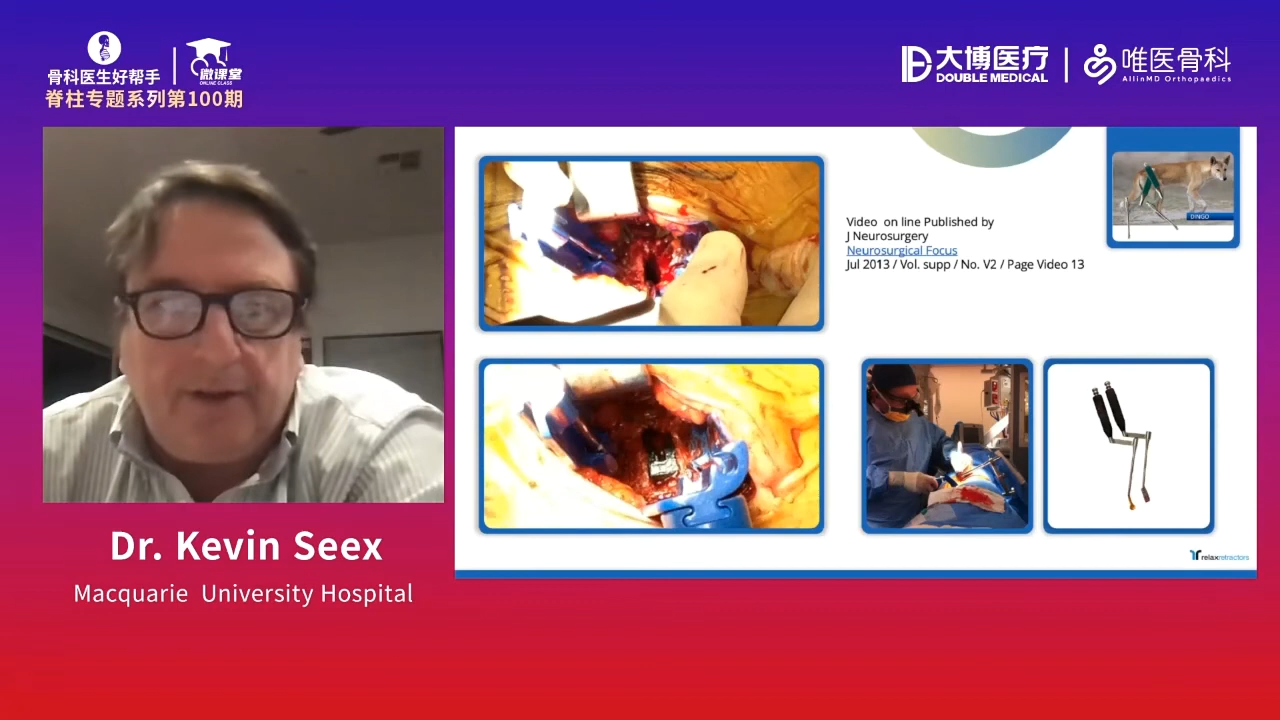 骨科医生好帮手
微课堂
ONLINE CLASS
脊柱专题系列第100期
大博医疗
DOUBLE MEDICAL
唯医骨科
AllinMD Orthopaedics
Video on line Published by
J Neurosurgery
Neurosurgical Focus
Jul 2013 / Vol. supp / No. V2 / Page Video 13
DINGO
relaxretractors
Dr. Kevin Seex
Macquarie University Hospital